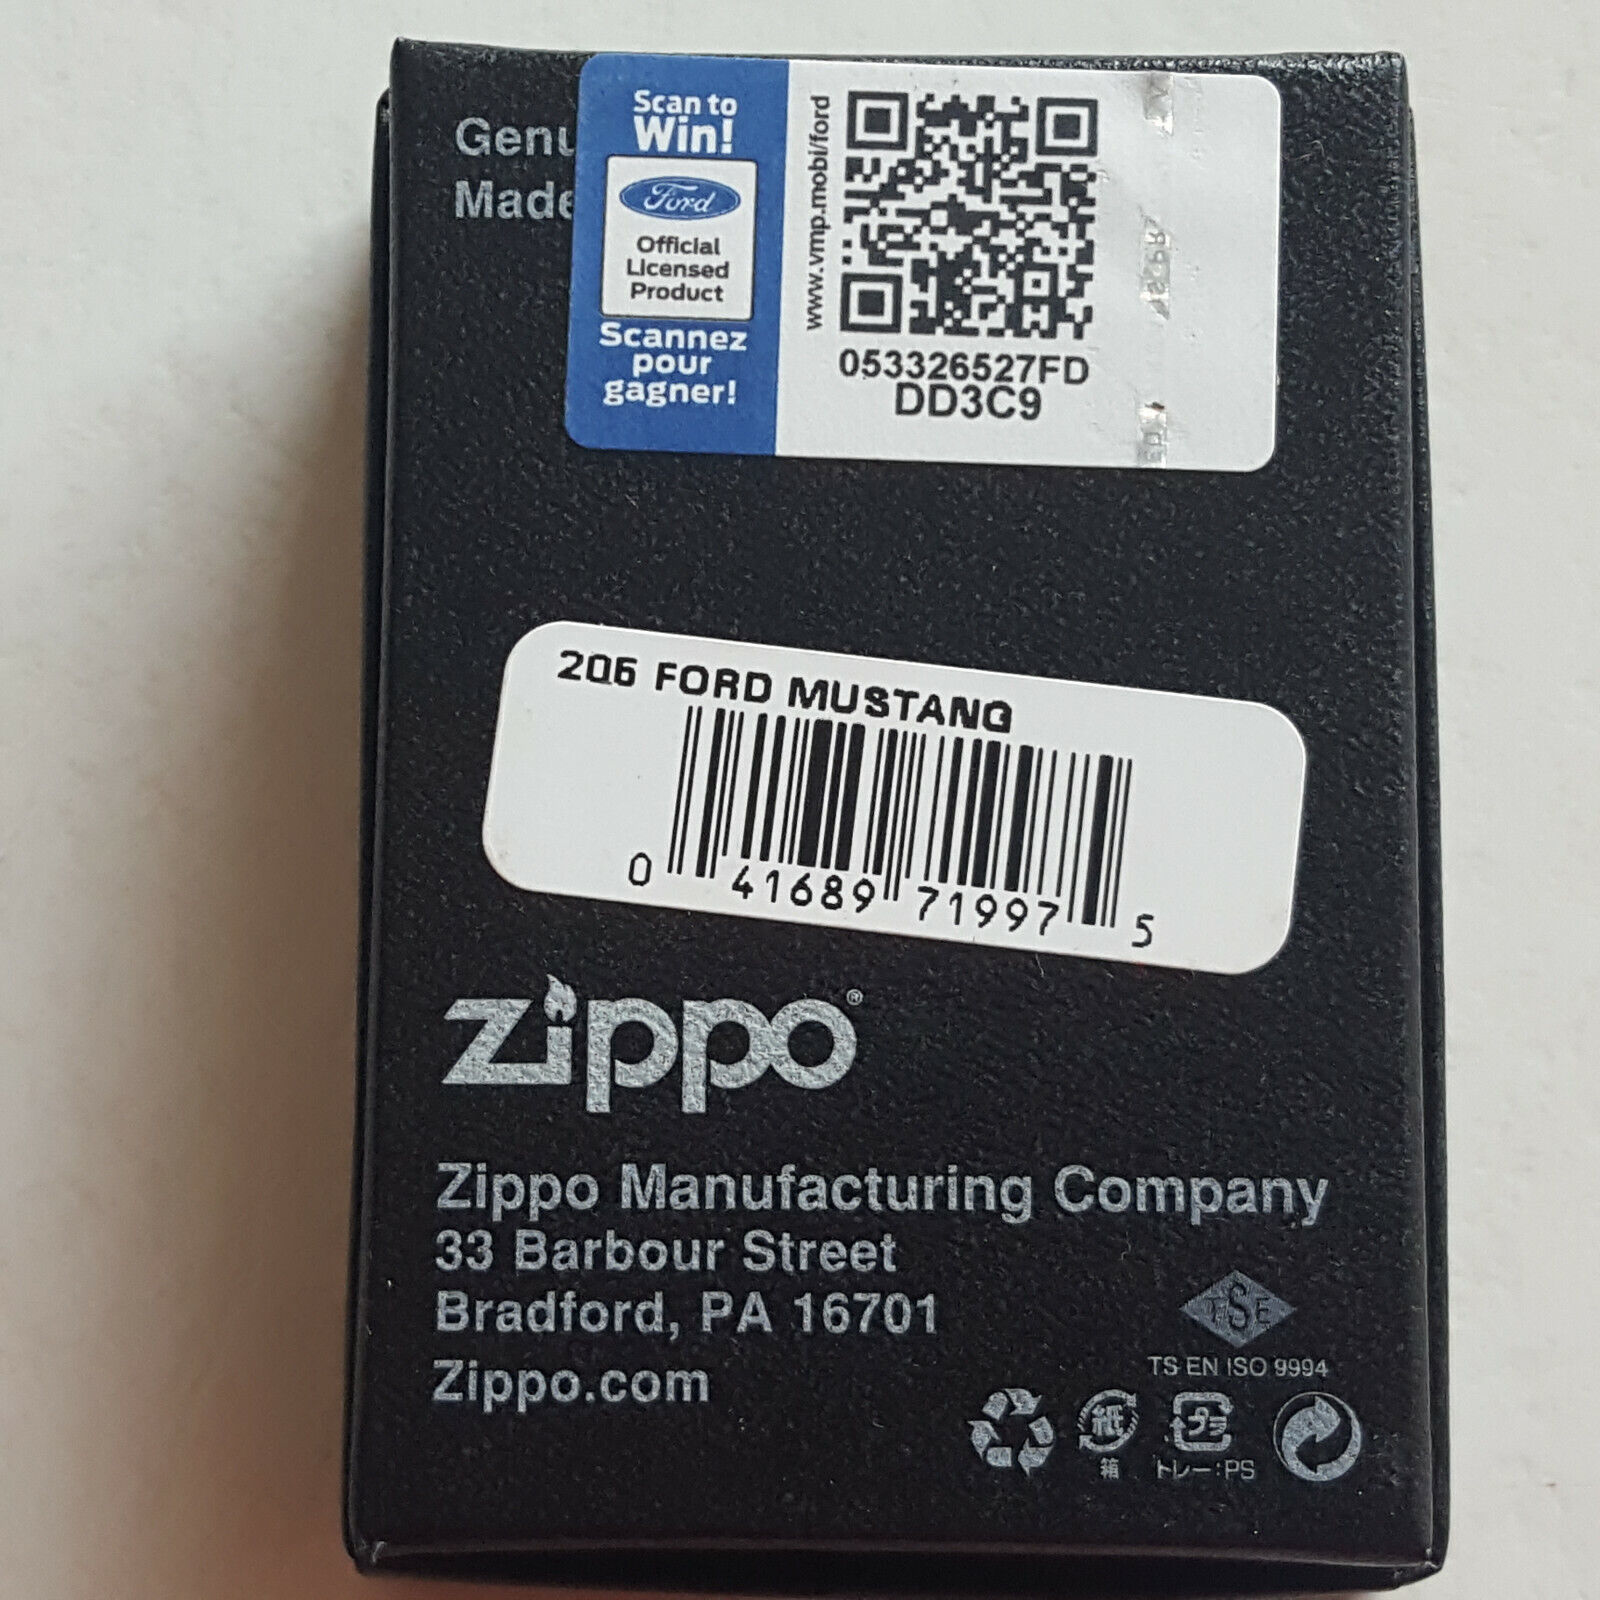 Genu
Made
Scan to
Win!
Ford
Official
Licensed
Product
Scannez
pour
gagner!
www.vmp.mobi/ford
053326527FD
DD3C9
206 FORD MUSTANG
0 41689 71997 5
zippo®
Zippo Manufacturing Company
33 Barbour Street
Bradford, PA 16701
Zippo.com
TSE
TS EN ISO 9994
紙 プラ
箱 トレー:PS